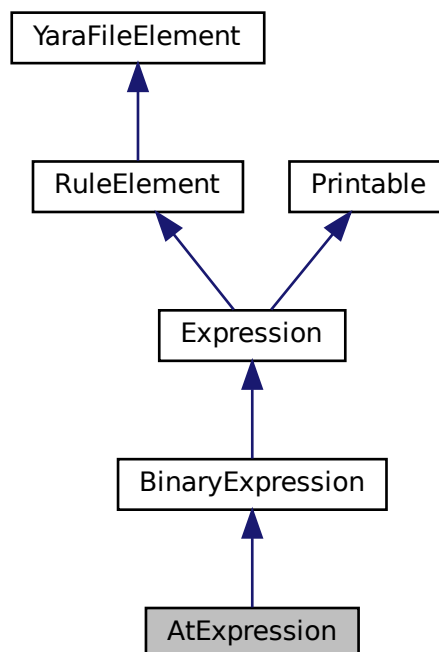 YaraFileElement
RuleElement
Printable
Expression
BinaryExpression
AtExpression